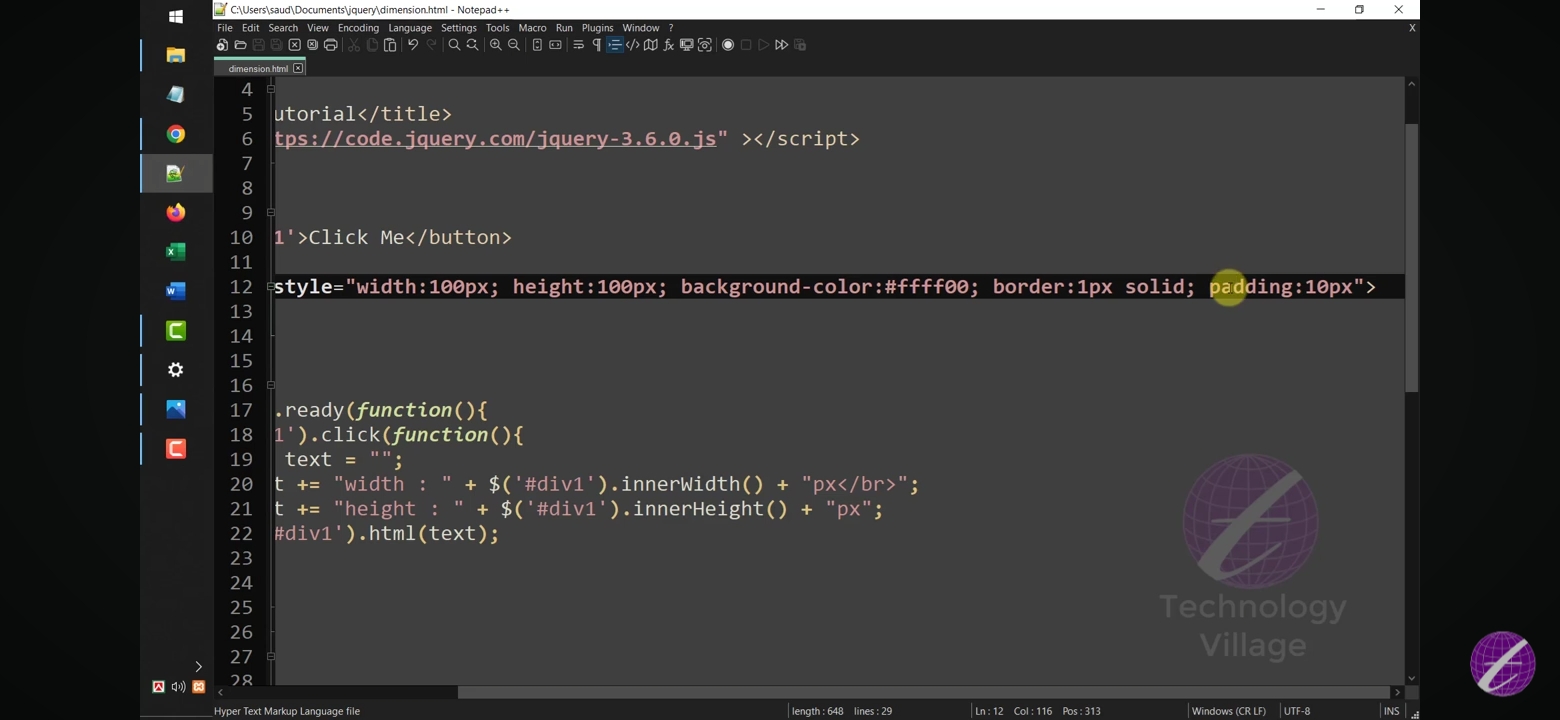 C:\Users\saud\Documents\jquery\dimension.html - Notepad++
File Edit Search View Encoding Language Settings Tools Macro Run Plugins Window ? X
dimension.html
4
5 utorial</title>
6 tps://code.jquery.com/jquery-3.6.0.js" ></script>
7
8
9
10 1'>Click Me</button>
11
12 style="width:100px; height:100px; background-color:#ffff00; border:1px solid; padding:10px">
13
14
15
16
17 .ready(function(){
18 1').click(function(){
19 text = "";
20 t += "width : " + $('#div1').innerWidth() + "px</br>";
21 t += "height : " + $('#div1').innerHeight() + "px";
22 #div1').html(text);
23
24
25
26
27
28
Technology
Village
Hyper Text Markup Language file length : 648 lines : 29 Ln : 12 Col : 116 Pos : 313 Windows (CR LF) UTF-8 INS